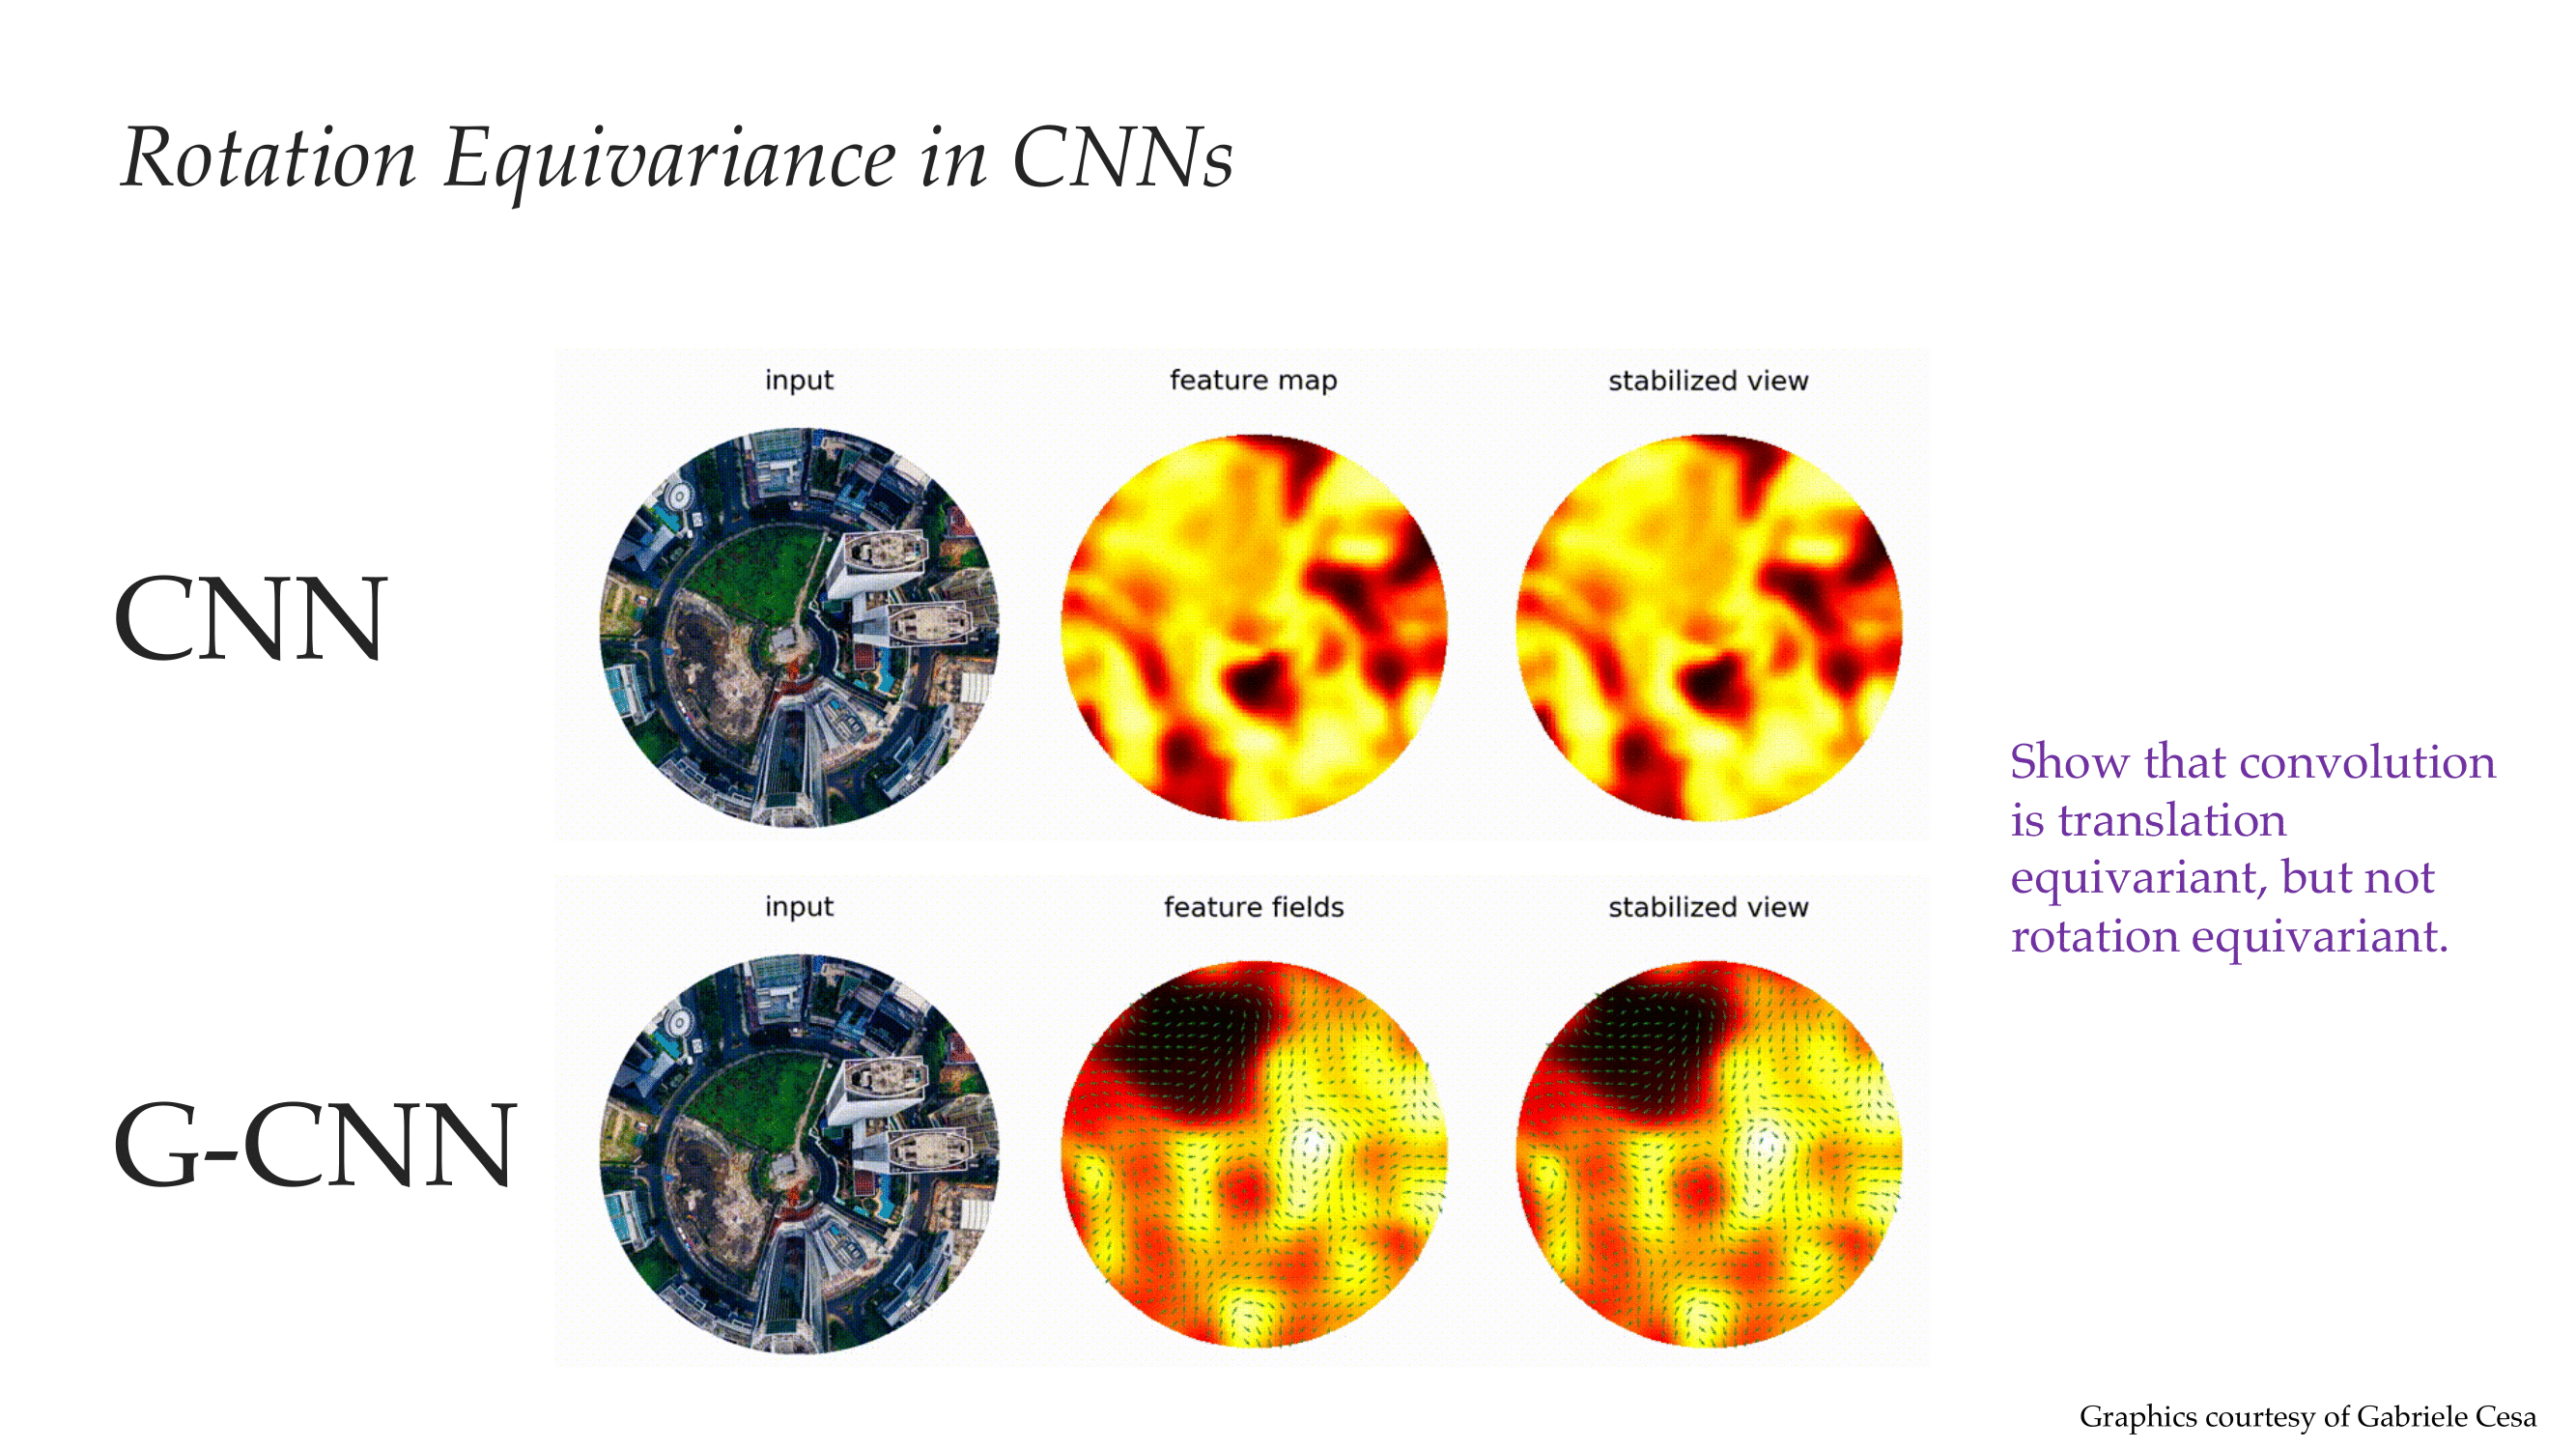 Rotation Equivariance in CNNs
CNN
input
feature map
stabilized view
G-CNN
input
feature fields
stabilized view
Show that convolution
is translation
equivariant, but not
rotation equivariant.
Graphics courtesy of Gabriele Cesa